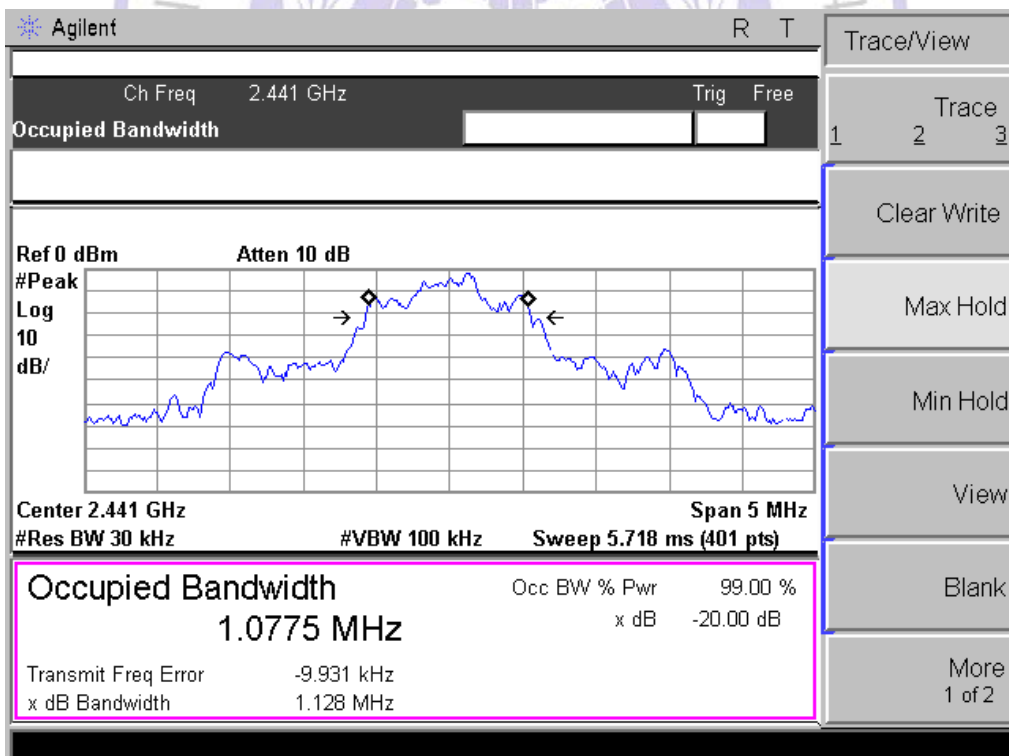 Agilent R T
Trace/View
Ch Freq 2.441 GHz Trig Free
Occupied Bandwidth
Trace
1 2 3
Clear Write
Ref 0 dBm Atten 10 dB
#Peak
Log
10
dB/
Max Hold
Min Hold
View
Center 2.441 GHz Span 5 MHz
#Res BW 30 kHz #VBW 100 kHz Sweep 5.718 ms (401 pts)
Occupied Bandwidth
1.0775 MHz
Occ BW % Pwr 99.00 %
x dB -20.00 dB
Transmit Freq Error -9.931 kHz
x dB Bandwidth 1.128 MHz
Blank
More
1 of 2